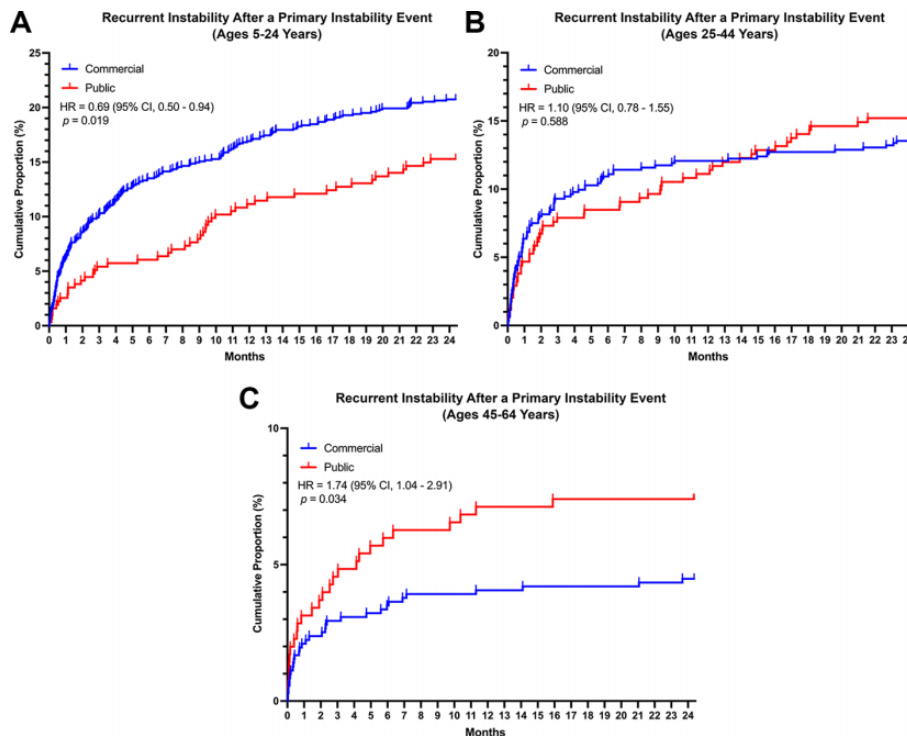 A
Recurrent Instability After a Primary Instability Event
(Ages 5-24 Years)
25
20
15
10
5
0
Cumulative Proportion (%)
Commercial
Public
HR = 0.69 (95% CI, 0.50 - 0.94)
p = 0.019
0 1 2 3 4 5 6 7 8 9 10 11 12 13 14 15 16 17 18 19 20 21 22 23 24
Months
B
Recurrent Instability After a Primary Instability Event
(Ages 25-44 Years)
20
15
10
5
0
Cumulative Proportion (%)
Commercial
Public
HR = 1.10 (95% CI, 0.78 - 1.55)
p = 0.588
0 1 2 3 4 5 6 7 8 9 10 11 12 13 14 15 16 17 18 19 20 21 22 23
Months
C
Recurrent Instability After a Primary Instability Event
(Ages 45-64 Years)
10
5
0
Cumulative Proportion (%)
Commercial
Public
HR = 1.74 (95% CI, 1.04 - 2.91)
p = 0.034
0 1 2 3 4 5 6 7 8 9 10 11 12 13 14 15 16 17 18 19 20 21 22 23 24
Months